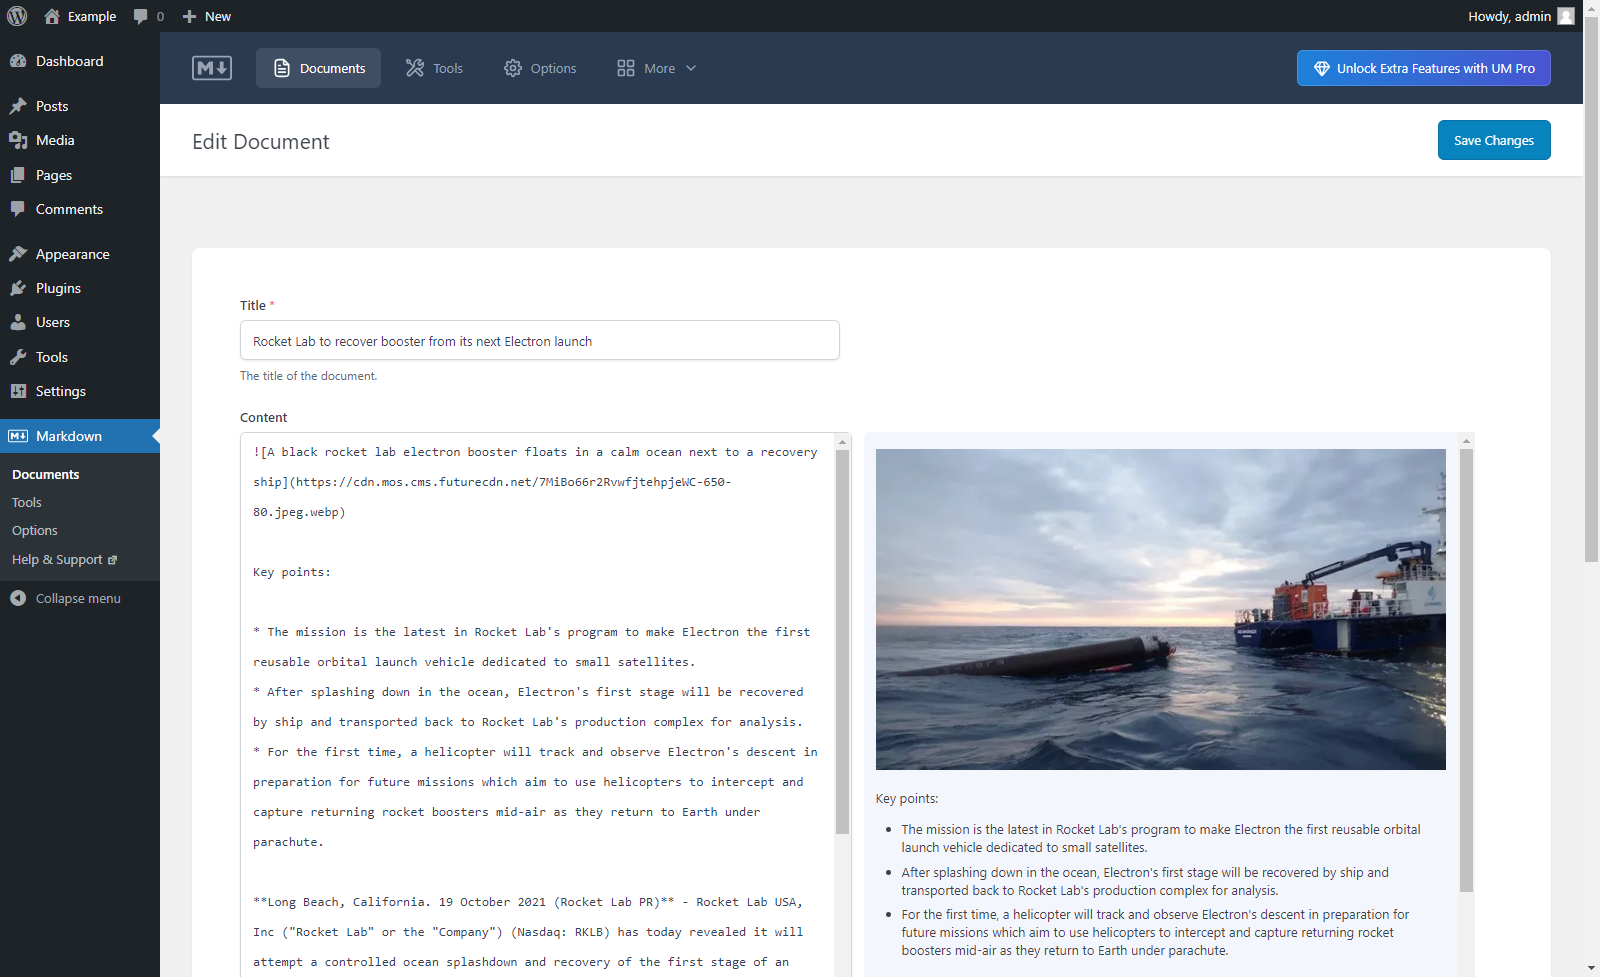 Example 0 New Howdy, admin
Dashboard
Posts
Media
Pages
Comments
Appearance
Plugins
Users
Tools
Settings
Markdown
Documents
Tools
Options
Help & Support
Collapse menu
M Documents Tools Options More Unlock Extra Features with UM Pro
Edit Document Save Changes
Title *
Rocket Lab to recover booster from its next Electron launch
The title of the document.
Content
![A black rocket lab electron booster floats in a calm ocean next to a recovery
ship](https://cdn.mos.cms.futurecdn.net/7MiBo66r2RvwfjtehpjeWC-650-
80.jpeg.webp)
Key points:
* The mission is the latest in Rocket Lab's program to make Electron the first
reusable orbital launch vehicle dedicated to small satellites.
* After splashing down in the ocean, Electron's first stage will be recovered
by ship and transported back to Rocket Lab's production complex for analysis.
* For the first time, a helicopter will track and observe Electron's descent in
preparation for future missions which aim to use helicopters to intercept and
capture returning rocket boosters mid-air as they return to Earth under
parachute.
**Long Beach, California. 19 October 2021 (Rocket Lab PR)** - Rocket Lab USA,
Inc ("Rocket Lab" or the "Company") (Nasdaq: RKLB) has today revealed it will
attempt a controlled ocean splashdown and recovery of the first stage of an
Key points:
• The mission is the latest in Rocket Lab's program to make Electron the first reusable orbital
launch vehicle dedicated to small satellites.
• After splashing down in the ocean, Electron's first stage will be recovered by ship and
transported back to Rocket Lab's production complex for analysis.
• For the first time, a helicopter will track and observe Electron's descent in preparation for
future missions which aim to use helicopters to intercept and capture returning rocket
boosters mid-air as they return to Earth under parachute.